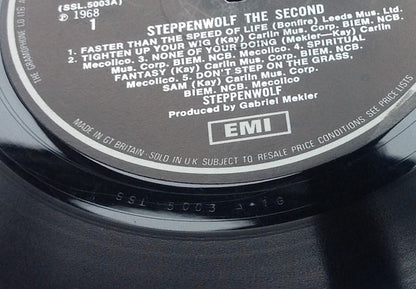 (SSL.5003A)
℗ 1968
1
STEPPENWOLF THE SECOND
1. FASTER THAN THE SPEED OF LIFE (Bonfire) Leeds Mus. Ltd.
2. TIGHTEN UP YOUR WIG (Kay) Carlin Mus. Corp. BIEM. NCB.
Mecolico. 3. NONE OF YOUR DOING (Mekler—Kay) Carlin
Mus. Corp. BIEM. NCB. Mecolico. 4. SPIRITUAL
FANTASY (Kay) Carlin Mus. Corp. BIEM. NCB.
Mecolico. 5. DON'T STEP ON THE GRASS,
SAM (Kay) Carlin Mus. Corp.
BIEM. NCB. Mecolico
STEPPENWOLF
Produced by Gabriel Mekler
EMI
THE GRAMOPHONE CO. LTD.
MADE IN GT BRITAIN · SOLD IN U.K SUBJECT TO RESALE PRICE CONDITIONS, SEE PRICE LISTS
SSL 5003 A·1G